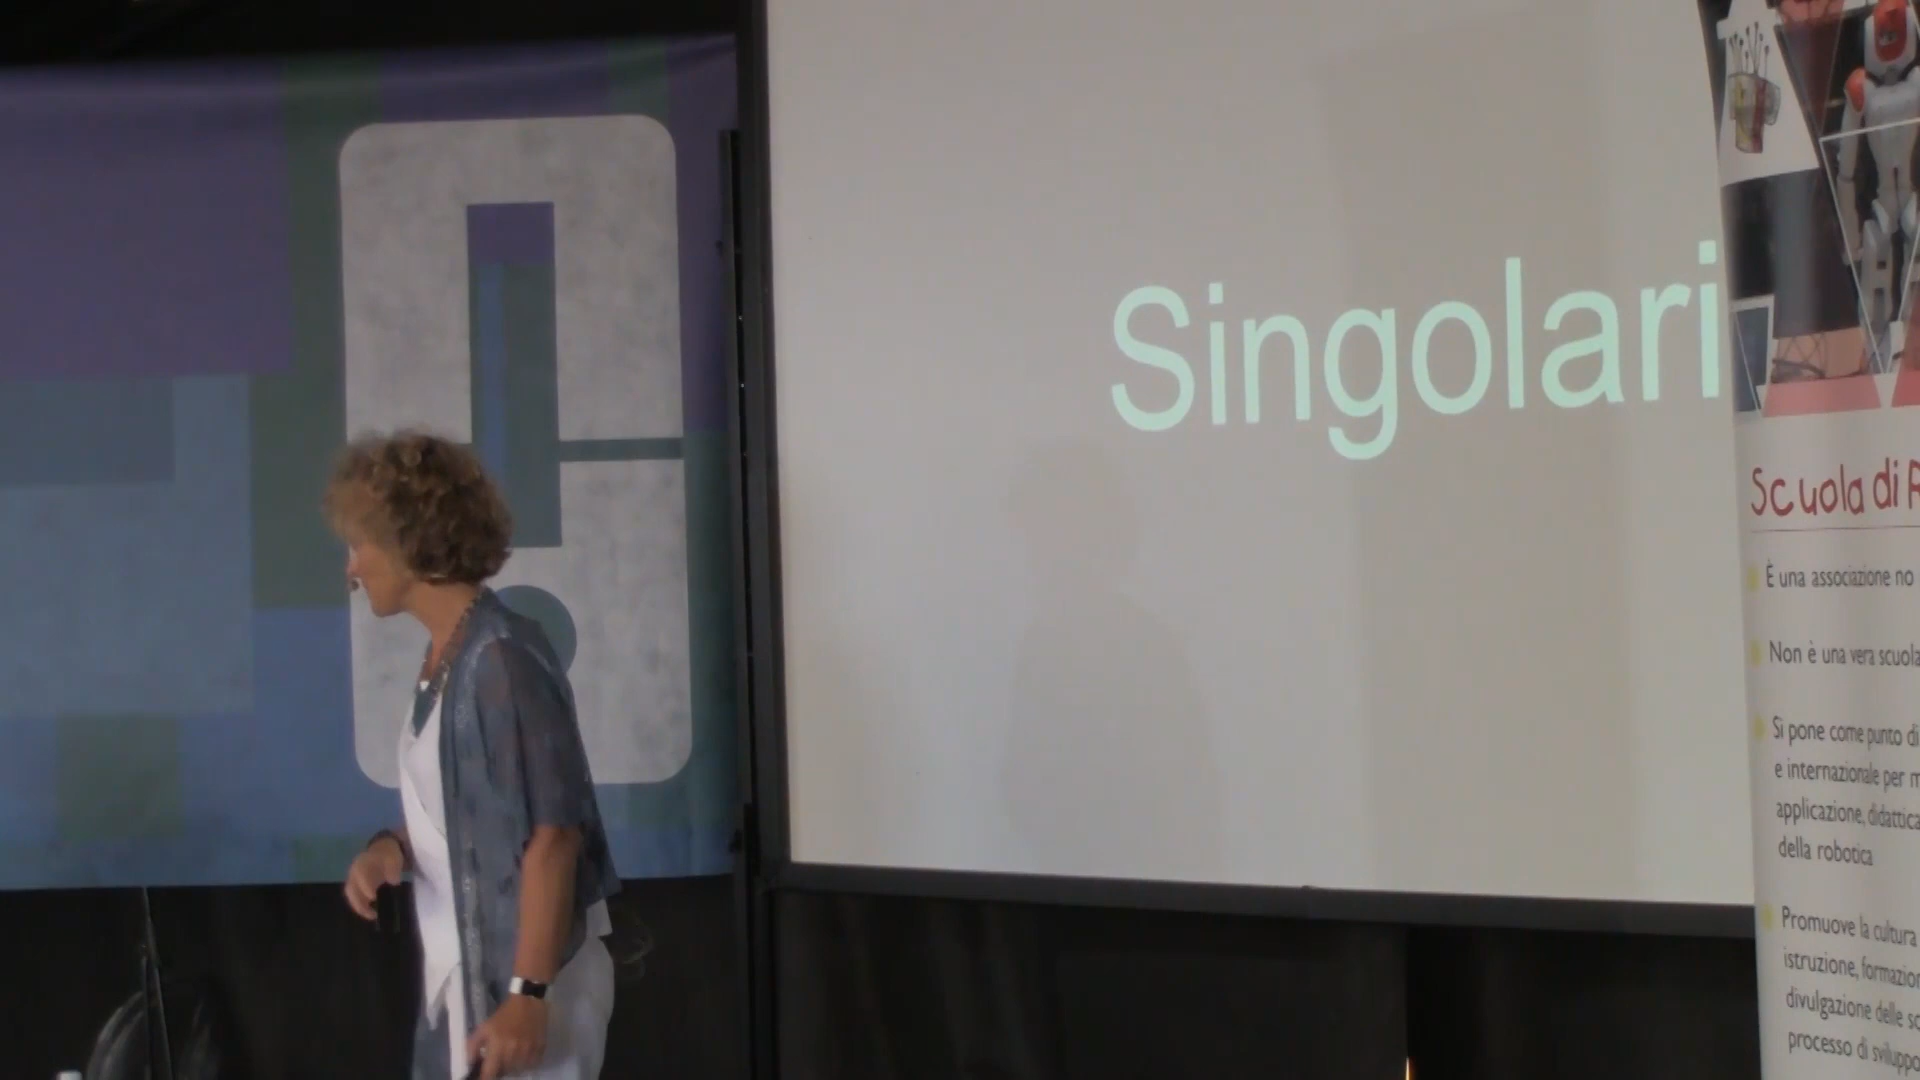 Singolari
Scuola di
È una associazione no
Non è una vera scuola
Si pone come punto di
e internazionale per
applicazione, didattica
della robotica
Promuove la cultura
istruzione,
divulgazione delle
processo di sviluppo